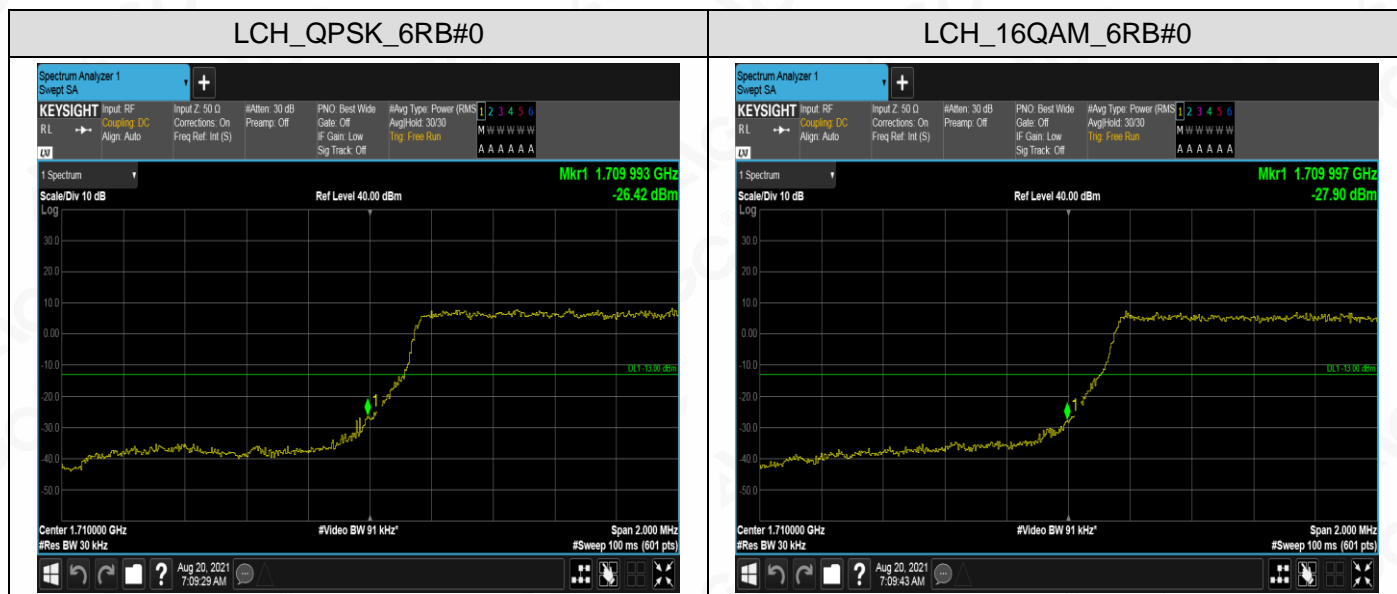 LCH_QPSK_6RB#0
LCH_16QAM_6RB#0
Spectrum Analyzer 1
Swept SA
+
KEYSIGHT
RL
LXI
Input: RF
Coupling: DC
Align: Auto
Input Z: 50 Ω
Corrections: On
Freq Ref: Int (S)
#Atten: 30 dB
Preamp: Off
PNO: Best Wide
Gate: Off
IF Gain: Low
Sig Track: Off
#Avg Type: Power (RMS
Avg|Hold: 30/30
Trig: Free Run
1 2 3 4 5 6
M W W W W W
A A A A A A
1 Spectrum
Scale/Div 10 dB
Log
Ref Level 40.00 dBm
Mkr1 1.709 993 GHz
-26.42 dBm
30.0
20.0
10.0
0.00
-10.0
DL1 -13.00 dBm
-20.0
1
-30.0
-40.0
-50.0
Center 1.710000 GHz
#Res BW 30 kHz
#Video BW 91 kHz*
Span 2.000 MHz
#Sweep 100 ms (601 pts)
?
Aug 20, 2021
7:09:29 AM
Spectrum Analyzer 1
Swept SA
+
KEYSIGHT
RL
LXI
Input: RF
Coupling: DC
Align: Auto
Input Z: 50 Ω
Corrections: On
Freq Ref: Int (S)
#Atten: 30 dB
Preamp: Off
PNO: Best Wide
Gate: Off
IF Gain: Low
Sig Track: Off
#Avg Type: Power (RMS
Avg|Hold: 30/30
Trig: Free Run
1 2 3 4 5 6
M W W W W W
A A A A A A
1 Spectrum
Scale/Div 10 dB
Log
Ref Level 40.00 dBm
Mkr1 1.709 997 GHz
-27.90 dBm
30.0
20.0
10.0
0.00
-10.0
DL1 -13.00 dBm
-20.0
1
-30.0
-40.0
-50.0
Center 1.710000 GHz
#Res BW 30 kHz
#Video BW 91 kHz*
Span 2.000 MHz
#Sweep 100 ms (601 pts)
?
Aug 20, 2021
7:09:43 AM